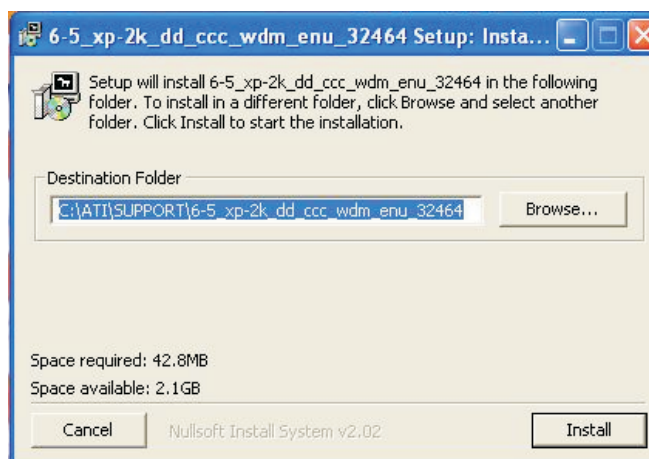 6-5_xp-2k_dd_ccc_wdm_enu_32464 Setup: Insta...
Setup will install 6-5_xp-2k_dd_ccc_wdm_enu_32464 in the following
folder. To install in a different folder, click Browse and select another
folder. Click Install to start the installation.
Destination Folder
C:\ATI\SUPPORT\6-5_xp-2k_dd_ccc_wdm_enu_32464
Browse...
Space required: 42.8MB
Space available: 2.1GB
Cancel
Nullsoft Install System v2.02
Install